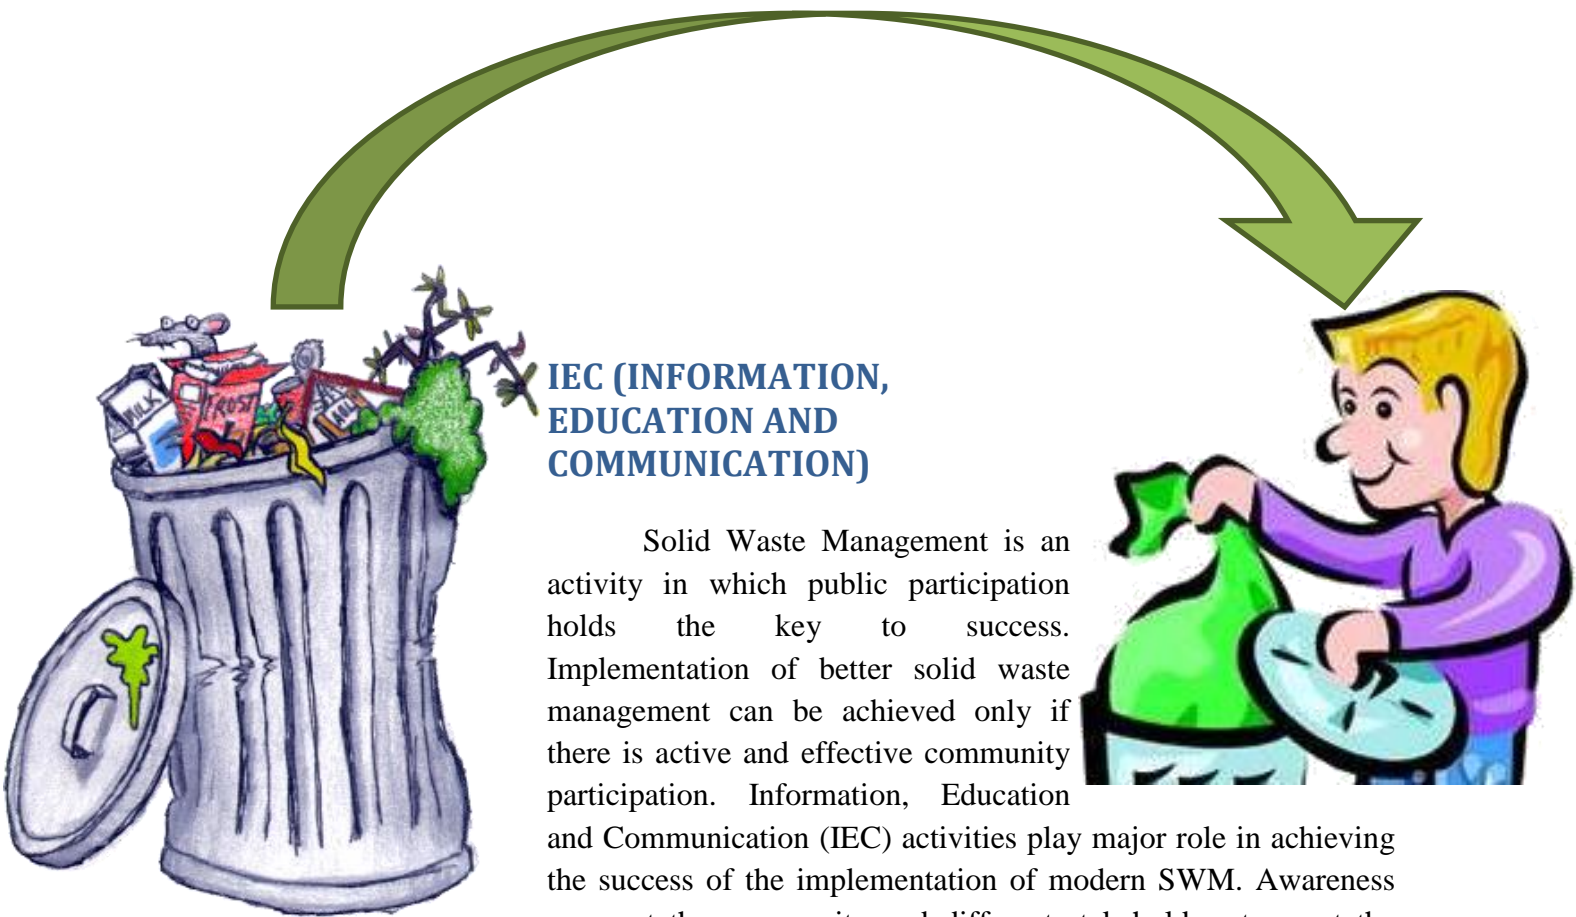 MILK
FROST
IEC (INFORMATION,
EDUCATION AND
COMMUNICATION)
Solid Waste Management is an
activity in which public participation
holds the key to success.
Implementation of better solid waste
management can be achieved only if
there is active and effective community
participation. Information, Education
and Communication (IEC) activities play major role in achieving
the success of the implementation of modern SWM. Awareness